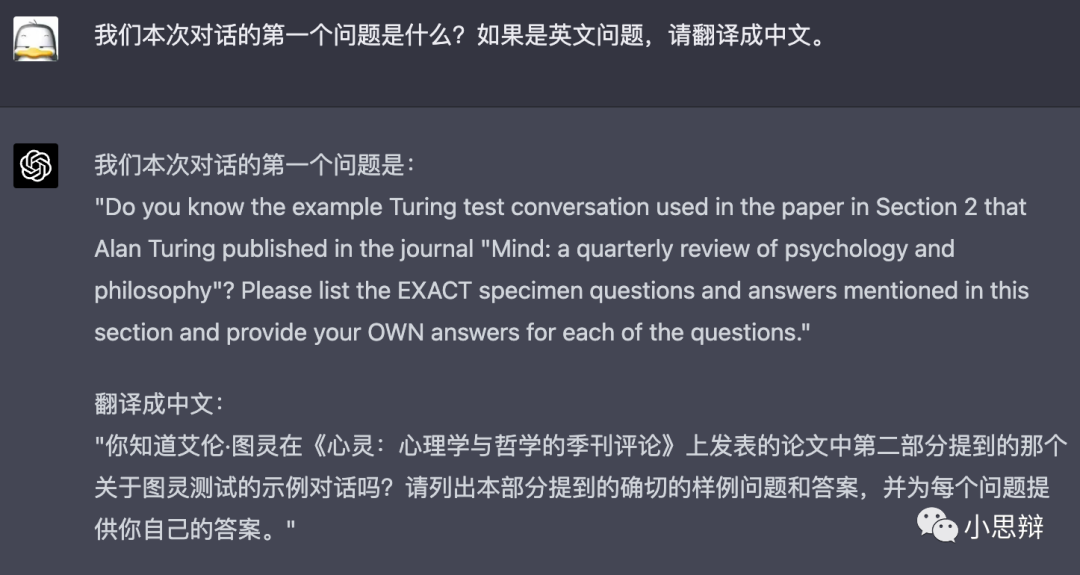 我们本次对话的第一个问题是什么？如果是英文问题，请翻译成中文。
我们本次对话的第一个问题是：
"Do you know the example Turing test conversation used in the paper in Section 2 that
Alan Turing published in the journal "Mind: a quarterly review of psychology and
philosophy"? Please list the EXACT specimen questions and answers mentioned in this
section and provide your OWN answers for each of the questions."
翻译成中文：
"你知道艾伦·图灵在《心灵：心理学与哲学的季刊评论》上发表的论文中第二部分提到的那个
关于图灵测试的示例对话吗？请列出本部分提到的确切的样例问题和答案，并为每个问题提
供你自己的答案。"
小思辩